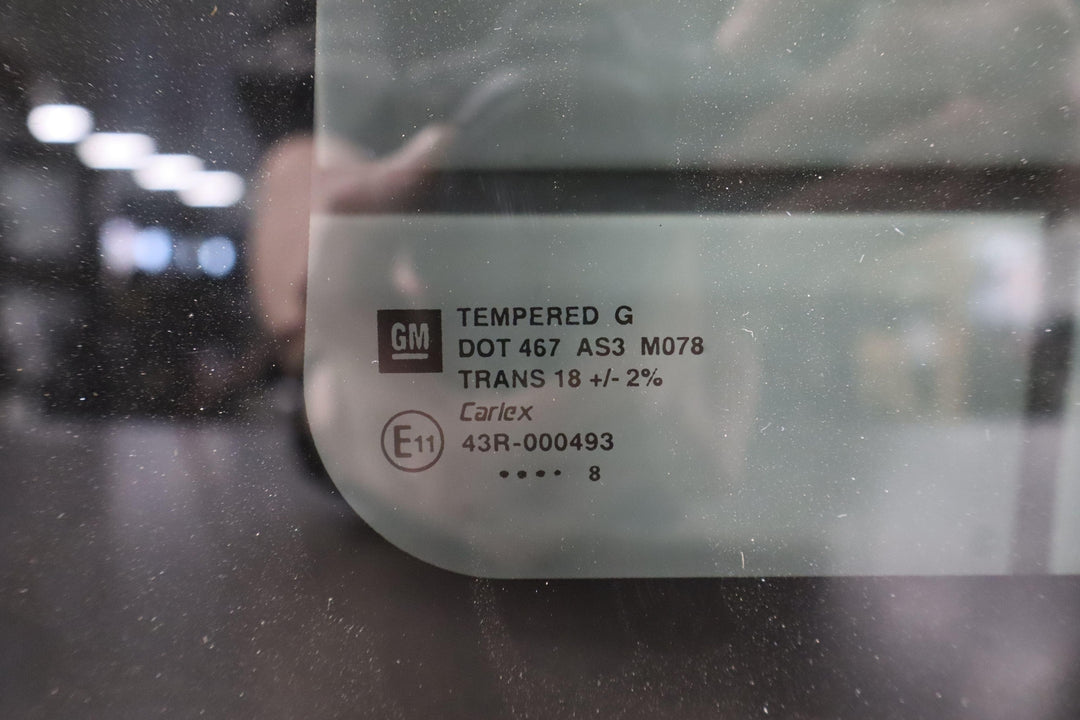 GM
TEMPERED G
DOT 467 AS3 M078
TRANS 18 +/- 2%
Carlex
E11
43R-000493
•••• 8